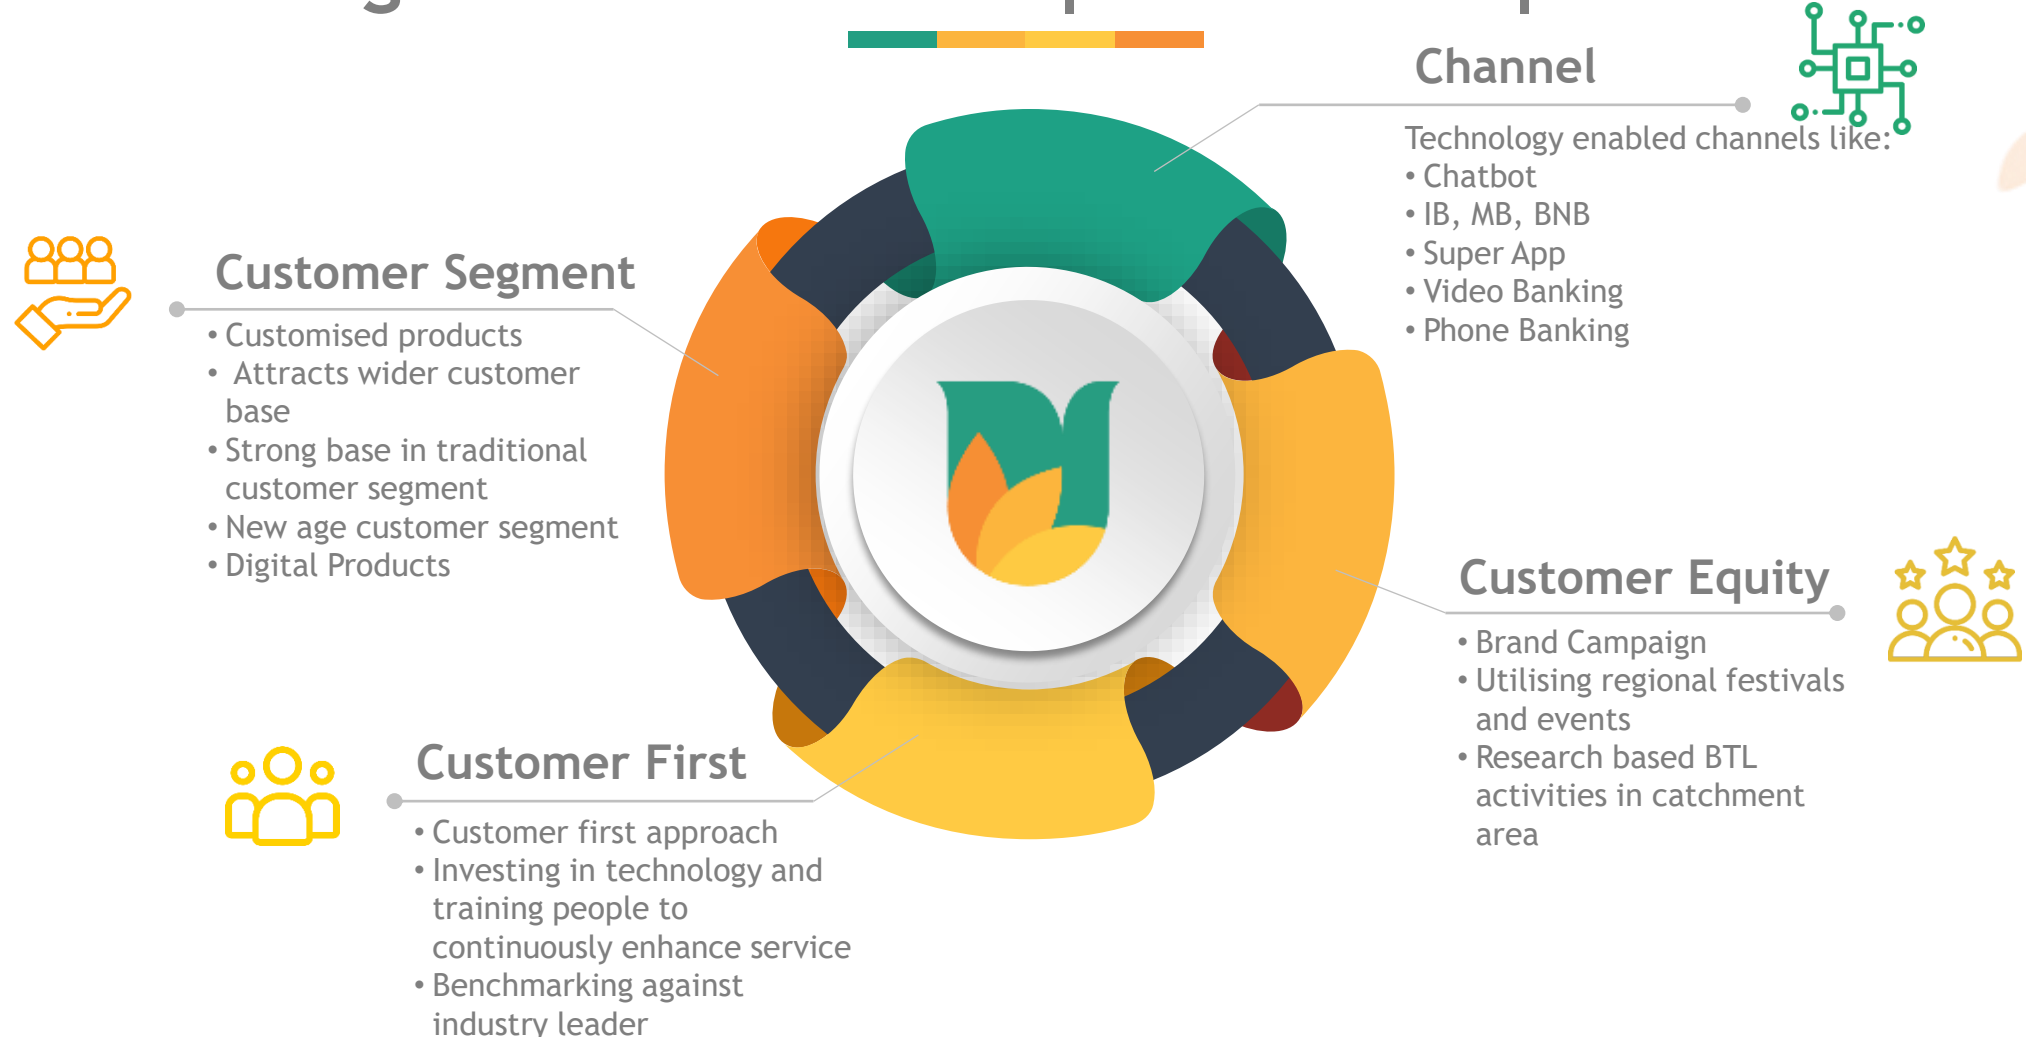 Channel
Technology enabled channels like:
• Chatbot
• IB, MB, BNB
• Super App
• Video Banking
• Phone Banking
Customer Segment
• Customised products
• Attracts wider customer
base
• Strong base in traditional
customer segment
• New age customer segment
• Digital Products
Customer Equity
• Brand Campaign
• Utilising regional festivals
and events
• Research based BTL
activities in catchment
area
Customer First
• Customer first approach
• Investing in technology and
training people to
continuously enhance service
• Benchmarking against
industry leader